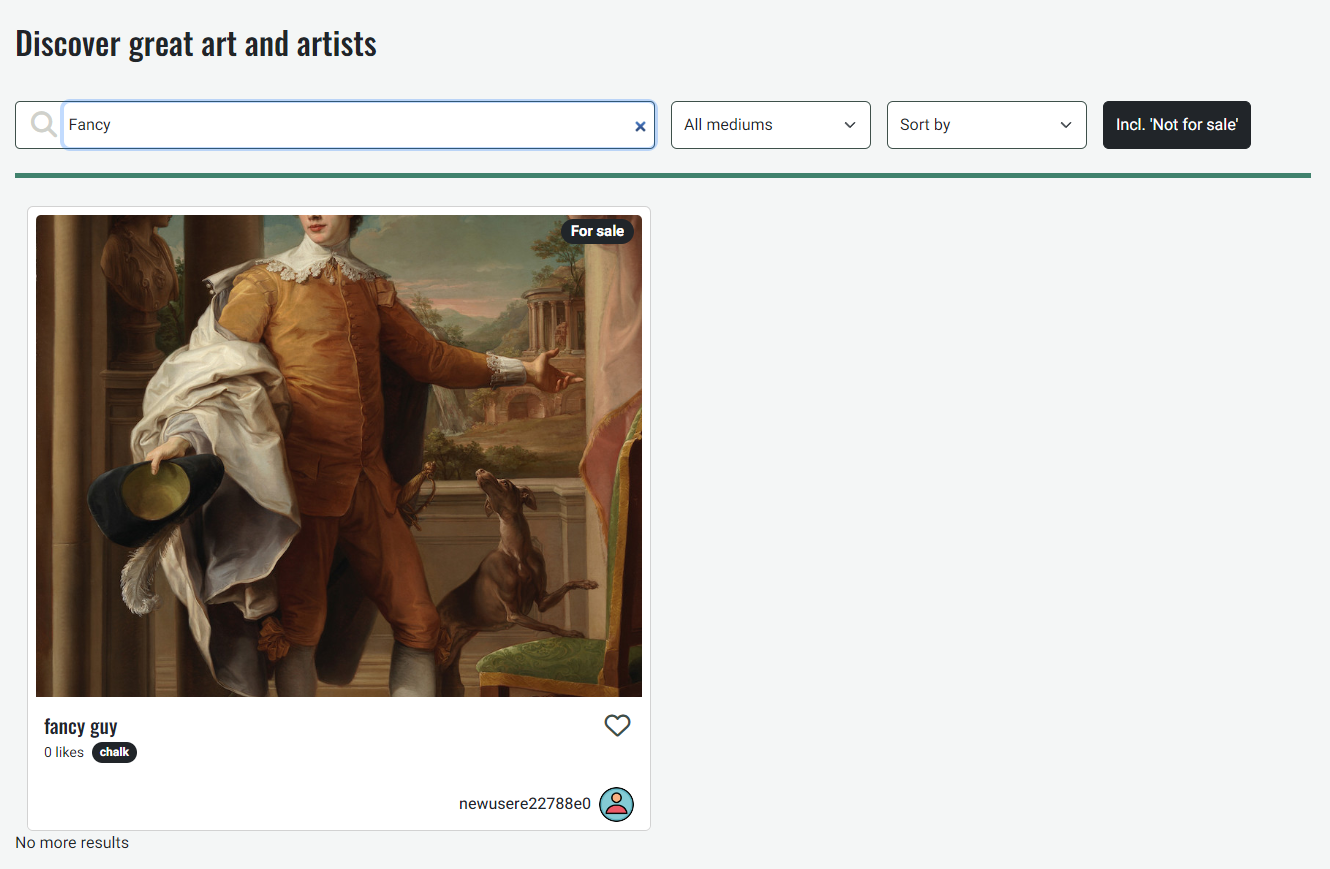 Discover great art and artists
Fancy
All mediums
Sort by
Incl. 'Not for sale'
For sale
fancy guy
0 likes chalk
newusere22788e0
No more results